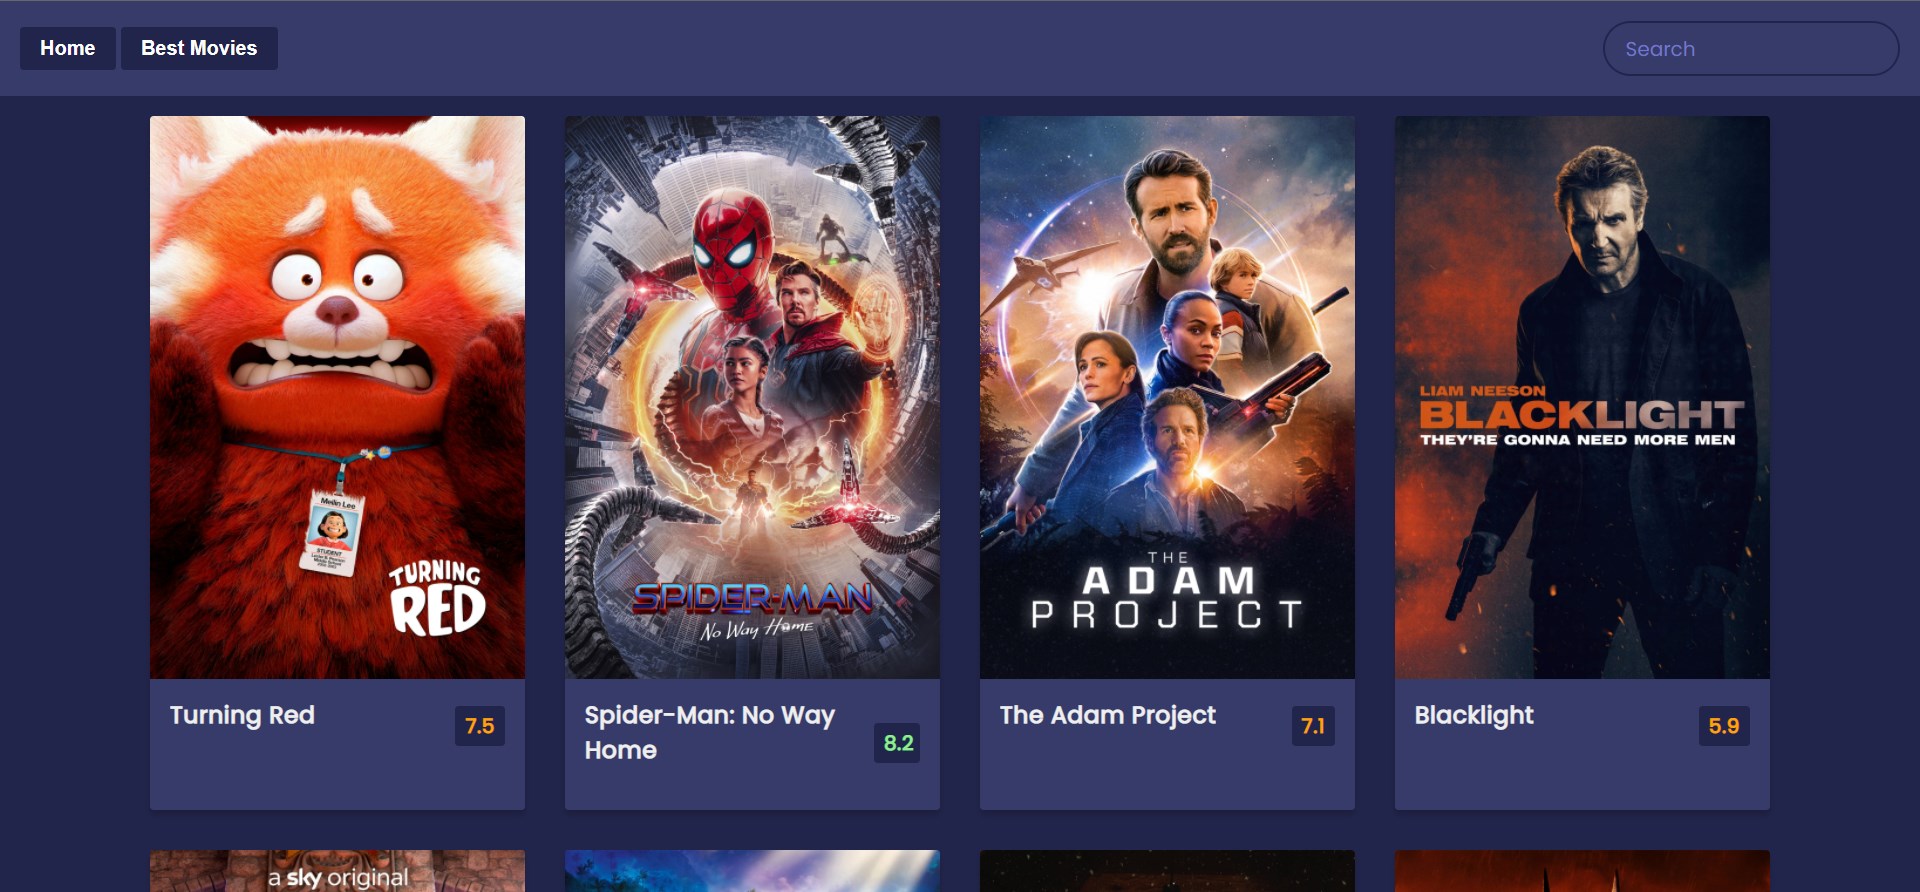 Home
Best Movies
Search
Meilin Lee
STUDENT
TURNING
RED
SPIDER-MAN
No Way Home
THE
ADAM
PROJECT
LIAM NEESON
BLACKLIGHT
THEY'RE GONNA NEED MORE MEN
Turning Red
7.5
Spider-Man: No Way
Home
8.2
The Adam Project
7.1
Blacklight
5.9
a sky original